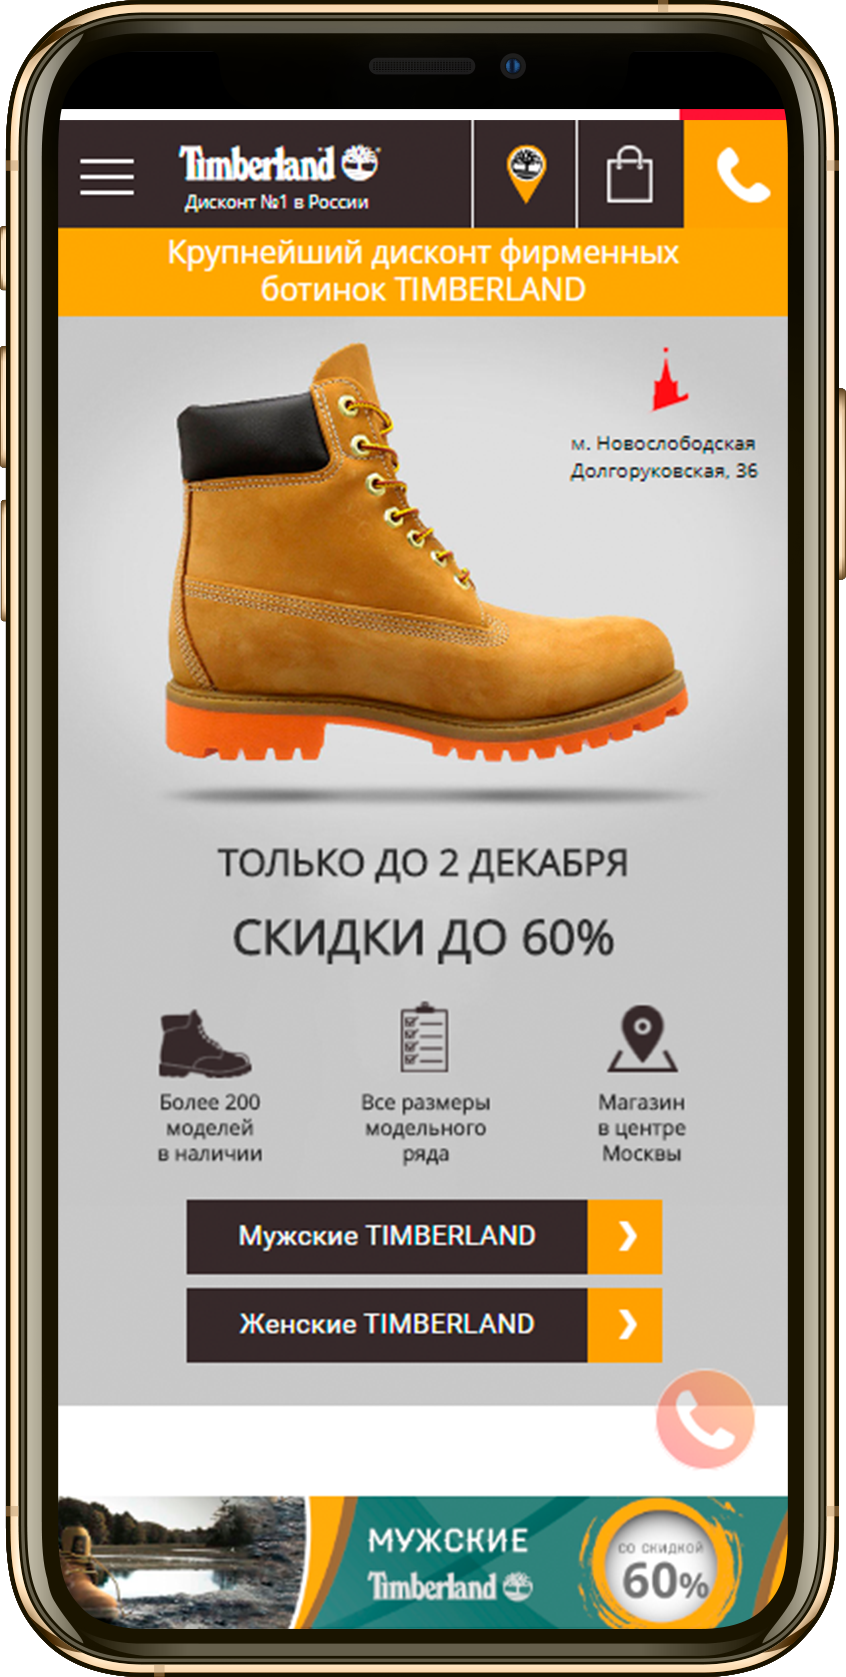 Timberland
Дисконт №1 в России
Крупнейший дисконт фирменных
ботинок TIMBERLAND
м. Новослободская
Долгоруковская, 36
ТОЛЬКО ДО 2 ДЕКАБРЯ
СКИДКИ ДО 60%
Более 200
моделей
в наличии
Все размеры
модельного
ряда
Магазин
в центре
Москвы
Мужские TIMBERLAND
Женские TIMBERLAND
МУЖСКИЕ
Timberland
со скидкой
60%